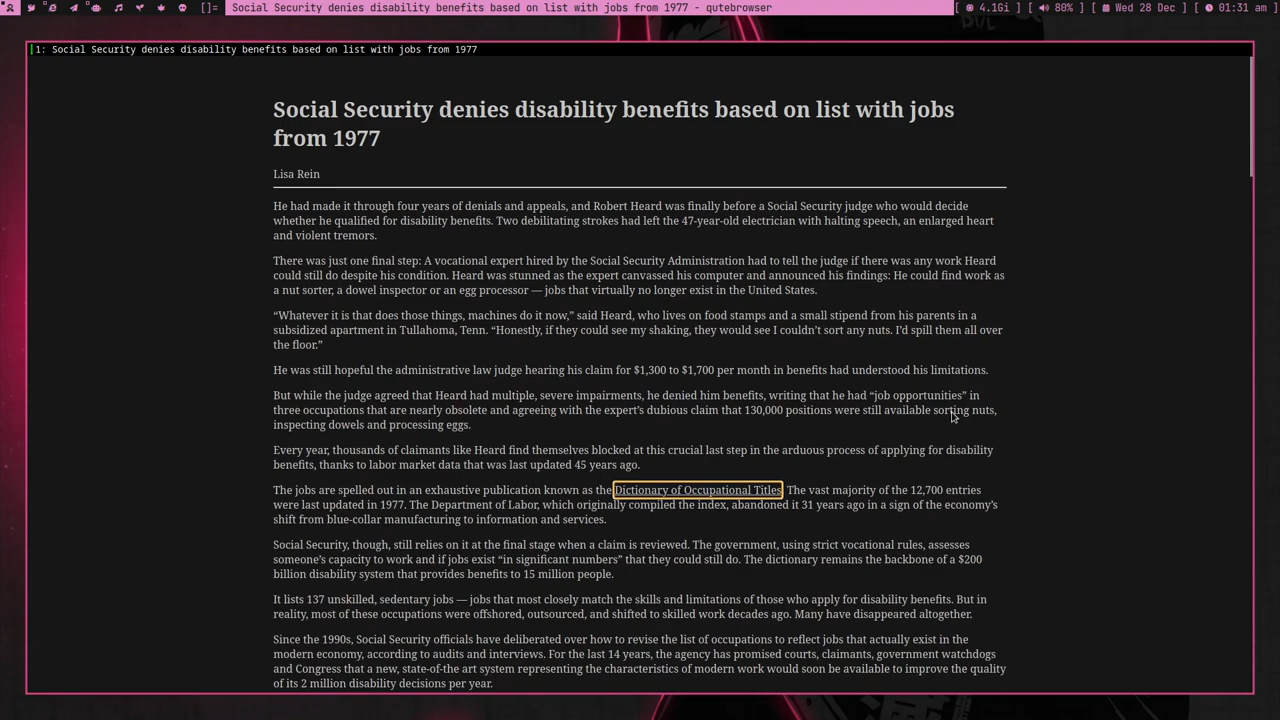 []= Social Security denies disability benefits based on list with jobs from 1977 - qutebrowser [ 4.1Gi ] [ 80% ] [ Wed 28 Dec ] [ 01:31 am ]
1: Social Security denies disability benefits based on list with jobs from 1977
Social Security denies disability benefits based on list with jobs
from 1977
Lisa Rein
He had made it through four years of denials and appeals, and Robert Heard was finally before a Social Security judge who would decide
whether he qualified for disability benefits. Two debilitating strokes had left the 47-year-old electrician with halting speech, an enlarged heart
and violent tremors.
There was just one final step: A vocational expert hired by the Social Security Administration had to tell the judge if there was any work Heard
could still do despite his condition. Heard was stunned as the expert canvassed his computer and announced his findings: He could find work as
a nut sorter, a dowel inspector or an egg processor — jobs that virtually no longer exist in the United States.
“Whatever it is that does those things, machines do it now,” said Heard, who lives on food stamps and a small stipend from his parents in a
subsidized apartment in Tullahoma, Tenn. “Honestly, if they could see my shaking, they would see I couldn’t sort any nuts. I’d spill them all over
the floor.”
He was still hopeful the administrative law judge hearing his claim for $1,300 to $1,700 per month in benefits had understood his limitations.
But while the judge agreed that Heard had multiple, severe impairments, he denied him benefits, writing that he had “job opportunities” in
three occupations that are nearly obsolete and agreeing with the expert’s dubious claim that 130,000 positions were still available sorting nuts,
inspecting dowels and processing eggs.
Every year, thousands of claimants like Heard find themselves blocked at this crucial last step in the arduous process of applying for disability
benefits, thanks to labor market data that was last updated 45 years ago.
The jobs are spelled out in an exhaustive publication known as the Dictionary of Occupational Titles. The vast majority of the 12,700 entries
were last updated in 1977. The Department of Labor, which originally compiled the index, abandoned it 31 years ago in a sign of the economy’s
shift from blue-collar manufacturing to information and services.
Social Security, though, still relies on it at the final stage when a claim is reviewed. The government, using strict vocational rules, assesses
someone’s capacity to work and if jobs exist “in significant numbers” that they could still do. The dictionary remains the backbone of a $200
billion disability system that provides benefits to 15 million people.
It lists 137 unskilled, sedentary jobs — jobs that most closely match the skills and limitations of those who apply for disability benefits. But in
reality, most of these occupations were offshored, outsourced, and shifted to skilled work decades ago. Many have disappeared altogether.
Since the 1990s, Social Security officials have deliberated over how to revise the list of occupations to reflect jobs that actually exist in the
modern economy, according to audits and interviews. For the last 14 years, the agency has promised courts, claimants, government watchdogs
and Congress that a new, state-of-the art system representing the characteristics of modern work would soon be available to improve the quality
of its 2 million disability decisions per year.